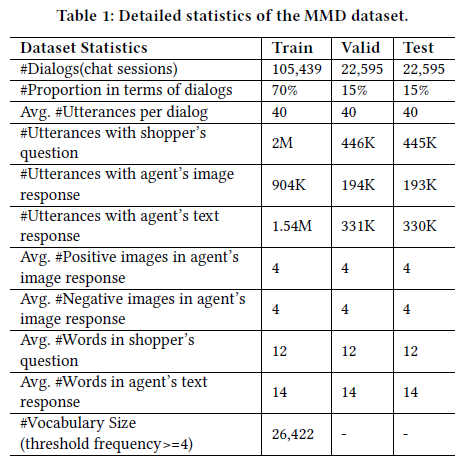 Table 1: Detailed statistics of the MMD dataset.
Dataset Statistics Train Valid Test
#Dialogs(chat sessions) 105,439 22,595 22,595
#Proportion in terms of dialogs 70% 15% 15%
Avg. #Utterances per dialog 40 40 40
#Utterances with shopper's
question 2M 446K 445K
#Utterances with agent's image
response 904K 194K 193K
#Utterances with agent's text
response 1.54M 331K 330K
Avg. #Positive images in agent's
image response 4 4 4
Avg. #Negative images in agent's
image response 4 4 4
Avg. #Words in shopper's
question 12 12 12
Avg. #Words in agent's text
response 14 14 14
#Vocabulary Size
(threshold frequency>=4) 26,422 - -